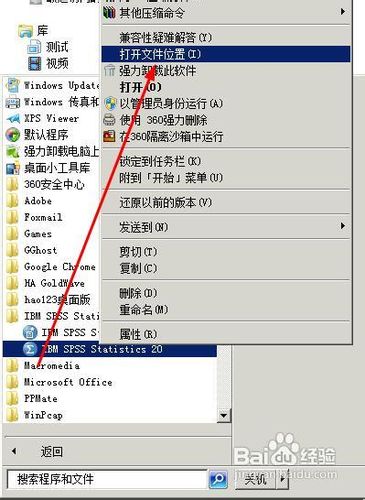 其他压缩命令
库
测试
视频
兼容性疑难解答(Y)
打开文件位置(I)
强力卸载此软件
打开(O)
以管理员身份运行(A)
使用 360强力删除
在360隔离沙箱中运行
锁定到任务栏(K)
附到「开始」菜单(U)
还原以前的版本(V)
发送到(N)
剪切(T)
复制(C)
删除(D)
重命名(M)
属性(R)
Windows Update
Windows 传真和
XPS Viewer
默认程序
强力卸载电脑上
桌面小工具库
360安全中心
Adobe
Foxmail
Games
GGhost
Google Chrome
HA GoldWave
hao123桌面版
IBM SPSS Statis
IBM SPSS
IBM SPSS Statistics 20
Macromedia
Microsoft Office
PPMate
WinPcap
返回
搜索程序和文件
关机
Baidu 经验
jingyan.baidu.com